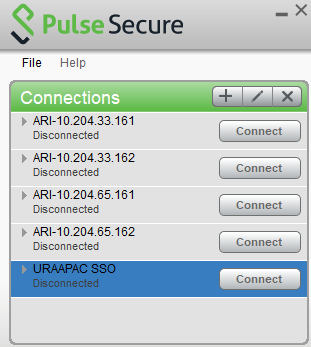 Pulse Secure
File Help
Connections
ARI-10.204.33.161
Disconnected
Connect
ARI-10.204.33.162
Disconnected
Connect
ARI-10.204.65.161
Disconnected
Connect
ARI-10.204.65.162
Disconnected
Connect
URAAPAC SSO
Disconnected
Connect